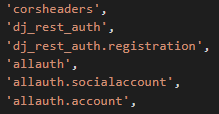 'corsheaders',
'dj_rest_auth',
'dj_rest_auth.registration',
'allauth',
'allauth.socialaccount',
'allauth.account',